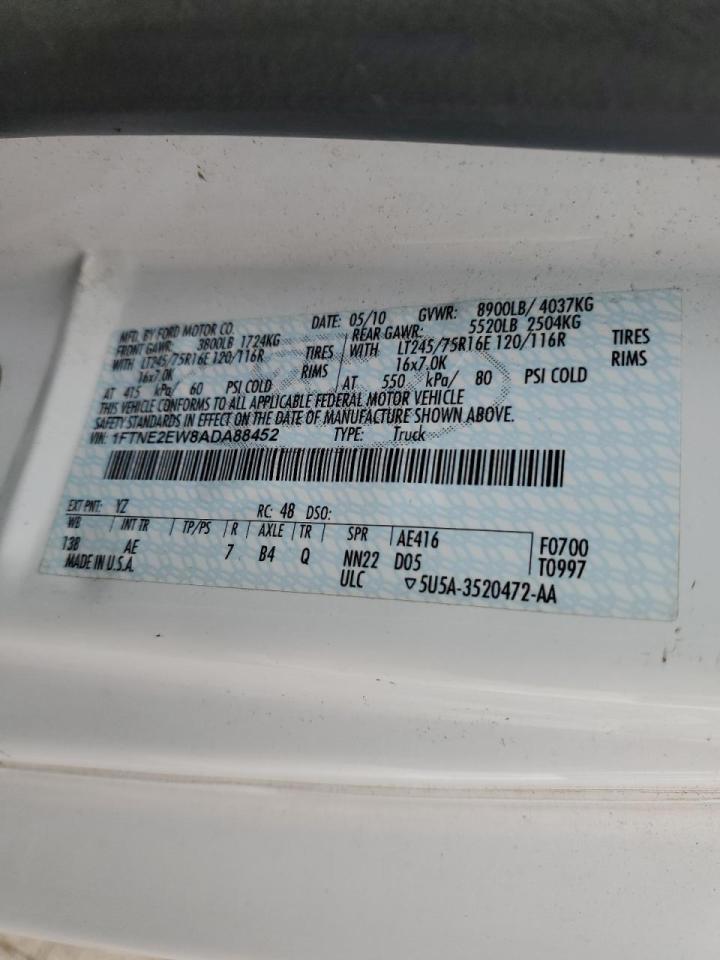 MFD. BY FORD MOTOR CO. DATE: 05/10 GVWR: 8900LB/ 4037KG
FRONT GAWR: 3800LB 1724KG REAR GAWR: 5520LB 2504KG
WITH LT245/75R16E 120/116R TIRES WITH LT245/75R16E 120/116R TIRES
16x7.0K RIMS 16x7.0K RIMS
AT 415 kPa/ 60 PSI COLD AT 550 kPa/ 80 PSI COLD
THIS VEHICLE CONFORMS TO ALL APPLICABLE FEDERAL MOTOR VEHICLE
SAFETY STANDARDS IN EFFECT ON THE DATE OF MANUFACTURE SHOWN ABOVE.
VIN: 1FTNE2EW8ADA88452 TYPE: Truck
EXT PNT: YZ RC: 48 DSO:
WB INT TR TP/PS R AXLE TR SPR AE416 F0700
138 AE 7 B4 Q NN22 D05 T0997
MADE IN U.S.A. ULC ▽5U5A-3520472-AA